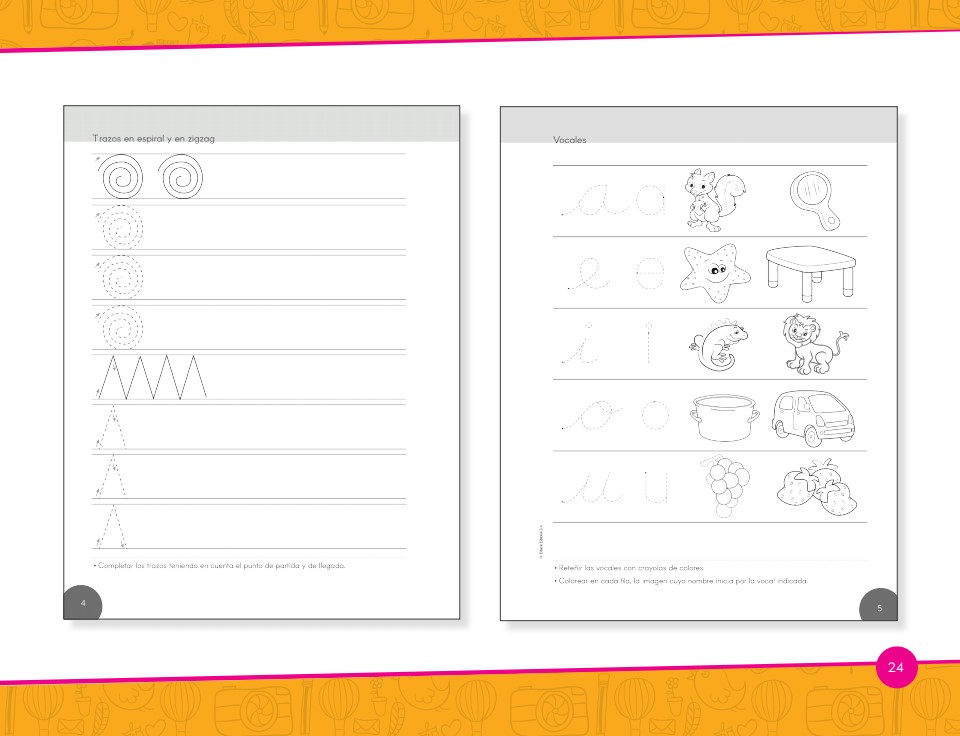 Trazos en espiral y en zigzag
• Completar los trazos teniendo en cuenta el punto de partida y de llegada.
4
Vocales
a a
e e
i i
o o
u u
• Reteñir las vocales con crayolas de colores.
• Colorear en cada fila, la imagen cuyo nombre inicia por la vocal indicada.
5
24